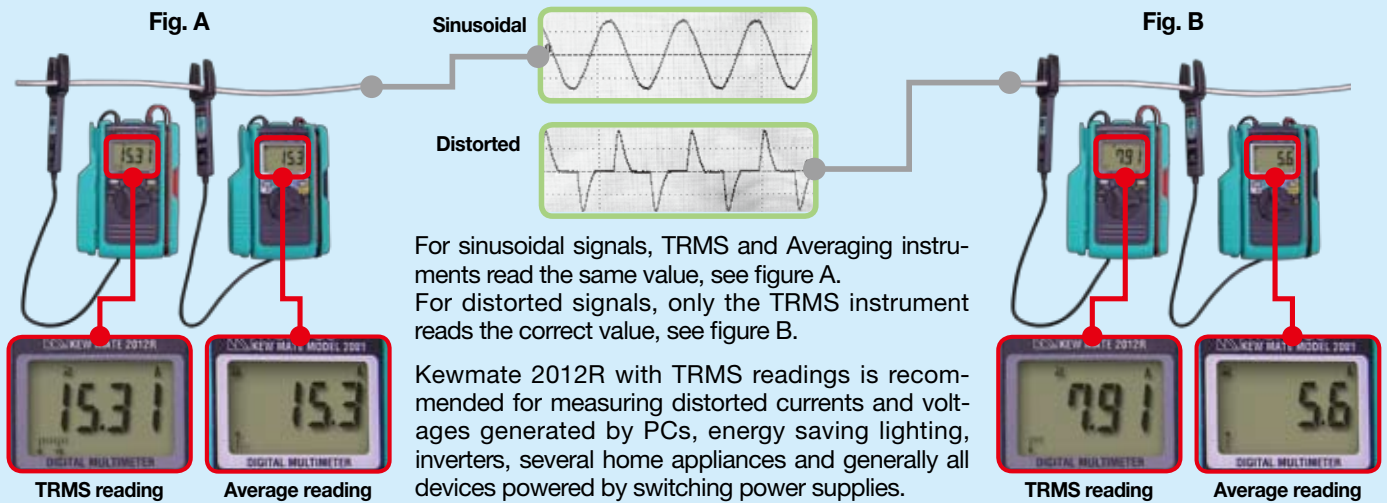 Fig. A
Sinusoidal
Fig. B
Distorted
15.31
15.3
7.91
5.6
For sinusoidal signals, TRMS and Averaging instru-
ments read the same value, see figure A.
For distorted signals, only the TRMS instrument
reads the correct value, see figure B.
Kewmate 2012R with TRMS readings is recom-
mended for measuring distorted currents and volt-
ages generated by PCs, energy saving lighting,
inverters, several home appliances and generally all
devices powered by switching power supplies.
KEW MATE 2012R
15.31
DIGITAL MULTIMETER
TRMS reading
KEW MATE MODEL 2001
A
15.3
DIGITAL MULTIMETER
Average reading
KEW MATE 2012R
A
7.91
DIGITAL MULTIMETER
TRMS reading
KEW MATE MODEL 2001
A
5.6
DIGITAL MULTIMETER
Average reading